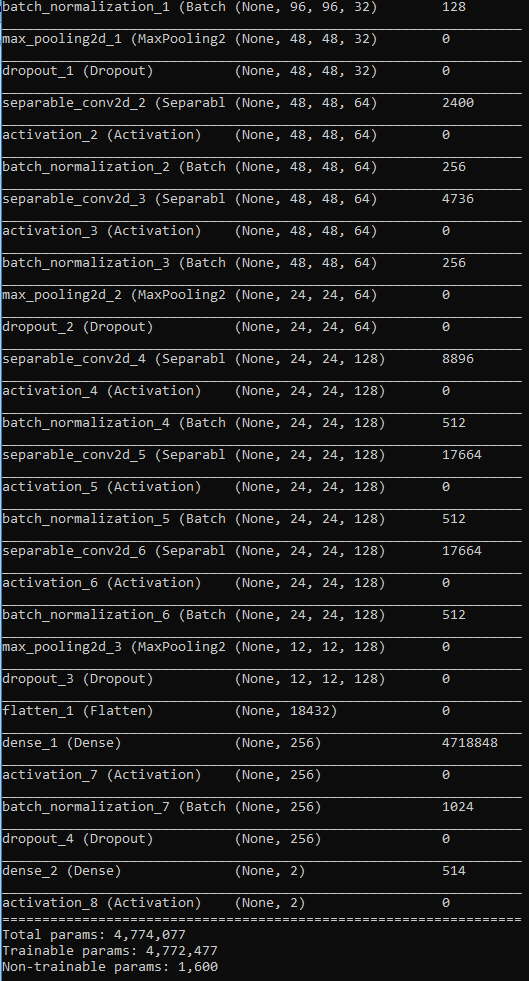 batch_normalization_1 (Batch (None, 96, 96, 32) 128
max_pooling2d_1 (MaxPooling2 (None, 48, 48, 32) 0
dropout_1 (Dropout) (None, 48, 48, 32) 0
separable_conv2d_2 (Separabl (None, 48, 48, 64) 2400
activation_2 (Activation) (None, 48, 48, 64) 0
batch_normalization_2 (Batch (None, 48, 48, 64) 256
separable_conv2d_3 (Separabl (None, 48, 48, 64) 4736
activation_3 (Activation) (None, 48, 48, 64) 0
batch_normalization_3 (Batch (None, 48, 48, 64) 256
max_pooling2d_2 (MaxPooling2 (None, 24, 24, 64) 0
dropout_2 (Dropout) (None, 24, 24, 64) 0
separable_conv2d_4 (Separabl (None, 24, 24, 128) 8896
activation_4 (Activation) (None, 24, 24, 128) 0
batch_normalization_4 (Batch (None, 24, 24, 128) 512
separable_conv2d_5 (Separabl (None, 24, 24, 128) 17664
activation_5 (Activation) (None, 24, 24, 128) 0
batch_normalization_5 (Batch (None, 24, 24, 128) 512
separable_conv2d_6 (Separabl (None, 24, 24, 128) 17664
activation_6 (Activation) (None, 24, 24, 128) 0
batch_normalization_6 (Batch (None, 24, 24, 128) 512
max_pooling2d_3 (MaxPooling2 (None, 12, 12, 128) 0
dropout_3 (Dropout) (None, 12, 12, 128) 0
flatten_1 (Flatten) (None, 18432) 0
dense_1 (Dense) (None, 256) 4718848
activation_7 (Activation) (None, 256) 0
batch_normalization_7 (Batch (None, 256) 1024
dropout_4 (Dropout) (None, 256) 0
dense_2 (Dense) (None, 2) 514
activation_8 (Activation) (None, 2) 0
Total params: 4,774,077
Trainable params: 4,772,477
Non-trainable params: 1,600